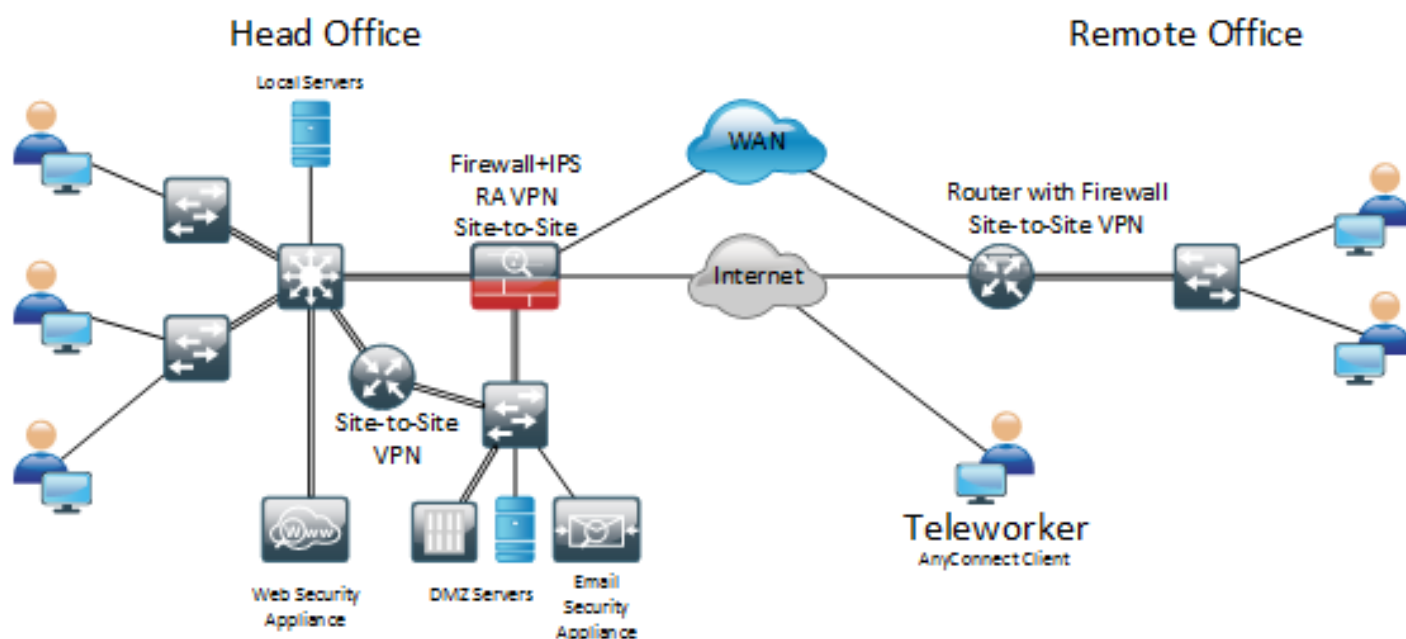 Head Office
Remote Office
Local Servers
WAN
Firewall+IPS
RA VPN
Site-to-Site
Router with Firewall
Site-to-Site VPN
Internet
Site-to-Site
VPN
Www
Teleworker
AnyConnect Client
Web Security
Appliance
DMZ Servers
Email
Security
Appliance